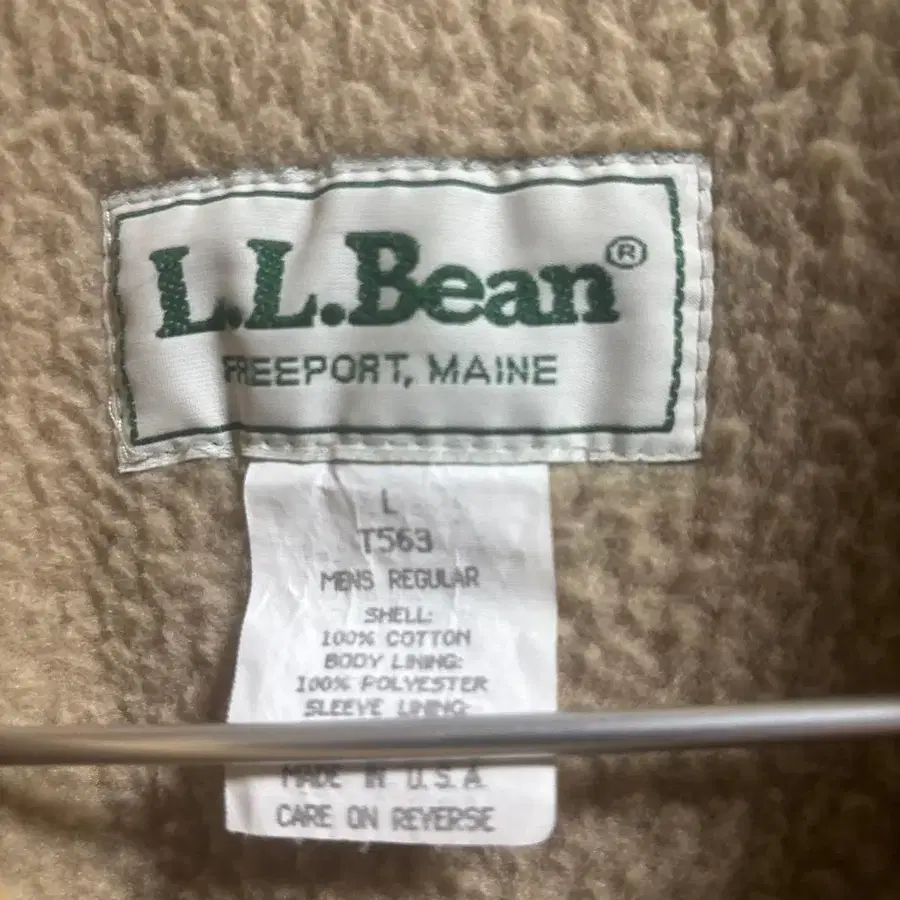 L.L.Bean®
FREEPORT, MAINE
L
T563
MENS REGULAR
SHELL:
100% COTTON
BODY LINING:
100% POLYESTER
SLEEVE LINING:
MADE IN U.S.A.
CARE ON REVERSE